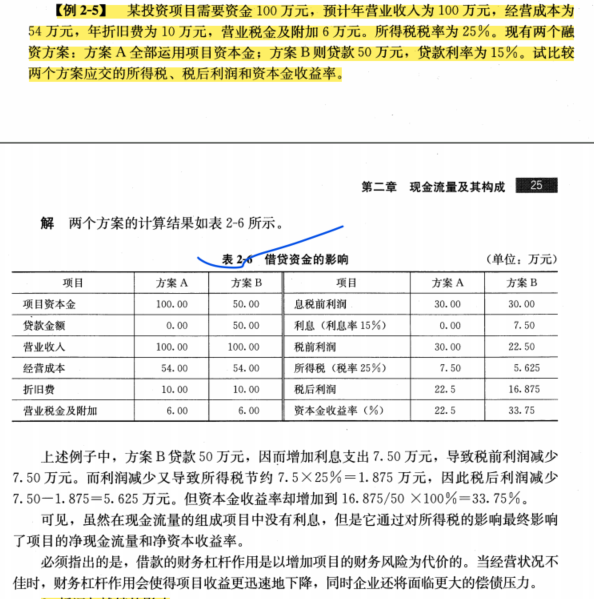 【例 2-5】 某投资项目需要资金 100 万元，预计年营业收入为 100 万元，经营成本为
54 万元，年折旧费为 10 万元，营业税金及附加 6 万元。所得税税率为 25%。现有两个融
资方案：方案 A 全部运用项目资本金；方案 B 则贷款 50 万元，贷款利率为 15%。试比较
两个方案应交的所得税、税后利润和资本金收益率。
第二章 现金流量及其构成 25
解 两个方案的计算结果如表 2-6 所示。
表 2-6 借贷资金的影响 （单位：万元）
项目 方案 A 方案 B 项目 方案 A 方案 B
项目资本金 100.00 50.00 息税前利润 30.00 30.00
贷款金额 0.00 50.00 利息（利息率 15%） 0.00 7.50
营业收入 100.00 100.00 税前利润 30.00 22.50
经营成本 54.00 54.00 所得税（税率 25%） 7.50 5.625
折旧费 10.00 10.00 税后利润 22.5 16.875
营业税金及附加 6.00 6.00 资本金收益率（%） 22.5 33.75
上述例子中，方案 B 贷款 50 万元，因而增加利息支出 7.50 万元，导致税前利润减少
7.50 万元。而利润减少又导致所得税节约 7.5×25%=1.875 万元，因此税后利润减少
7.50-1.875=5.625 万元。但资本金收益率却增加到 16.875/50 ×100%=33.75%。
可见，虽然在现金流量的组成项目中没有利息，但是它通过对所得税的影响最终影响
了项目的净现金流量和净资本收益率。
必须指出的是，借款的财务杠杆作用是以增加项目的财务风险为代价的。当经营状况不
佳时，财务杠杆作用会使得项目收益更迅速地下降，同时企业还将面临更大的偿债压力。